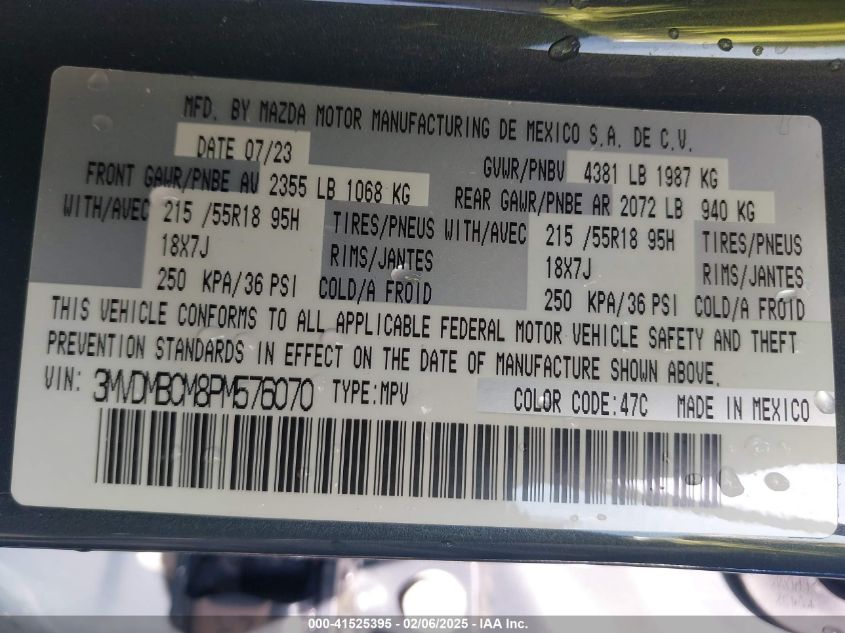 MFD. BY MAZDA MOTOR MANUFACTURING DE MEXICO S.A. DE C.V.
DATE 07/23 GVWR/PNBV 4381 LB 1987 KG
FRONT GAWR/PNBE AV 2355 LB 1068 KG REAR GAWR/PNBE AR 2072 LB 940 KG
WITH/AVEC 215 /55R18 95H TIRES/PNEUS WITH/AVEC 215 /55R18 95H TIRES/PNEUS
18X7J RIMS/JANTES 18X7J RIMS/JANTES
250 KPA/36 PSI COLD/A FROID 250 KPA/36 PSI COLD/A FROID
THIS VEHICLE CONFORMS TO ALL APPLICABLE FEDERAL MOTOR VEHICLE SAFETY AND THEFT
PREVENTION STANDARDS IN EFFECT ON THE DATE OF MANUFACTURE SHOWN ABOVE.
VIN: 3MVDMBCM8PM576070 TYPE:MPV COLOR CODE:47C MADE IN MEXICO
000-41525395 - 02/06/2025 - IAA Inc.